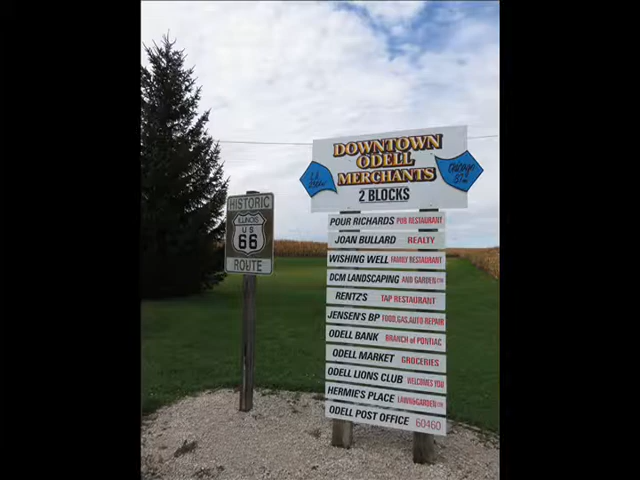 HISTORIC
ILLINOIS
US
66
ROUTE
DOWNTOWN
ODELL
MERCHANTS
2 BLOCKS
L.A.
Chicago
POUR RICHARDS PUB RESTAURANT
JOAN BULLARD REALTY
WISHING WELL FAMILY RESTAURANT
DCM LANDSCAPING AND GARDEN CTR
RENTZ'S TAP RESTAURANT
JENSEN'S BP FOOD,GAS,AUTO REPAIR
ODELL BANK BRANCH of PONTIAC
ODELL MARKET GROCERIES
ODELL LIONS CLUB WELCOMES YOU
HERMIE'S PLACE LAWN&GARDEN CTR
ODELL POST OFFICE 60460